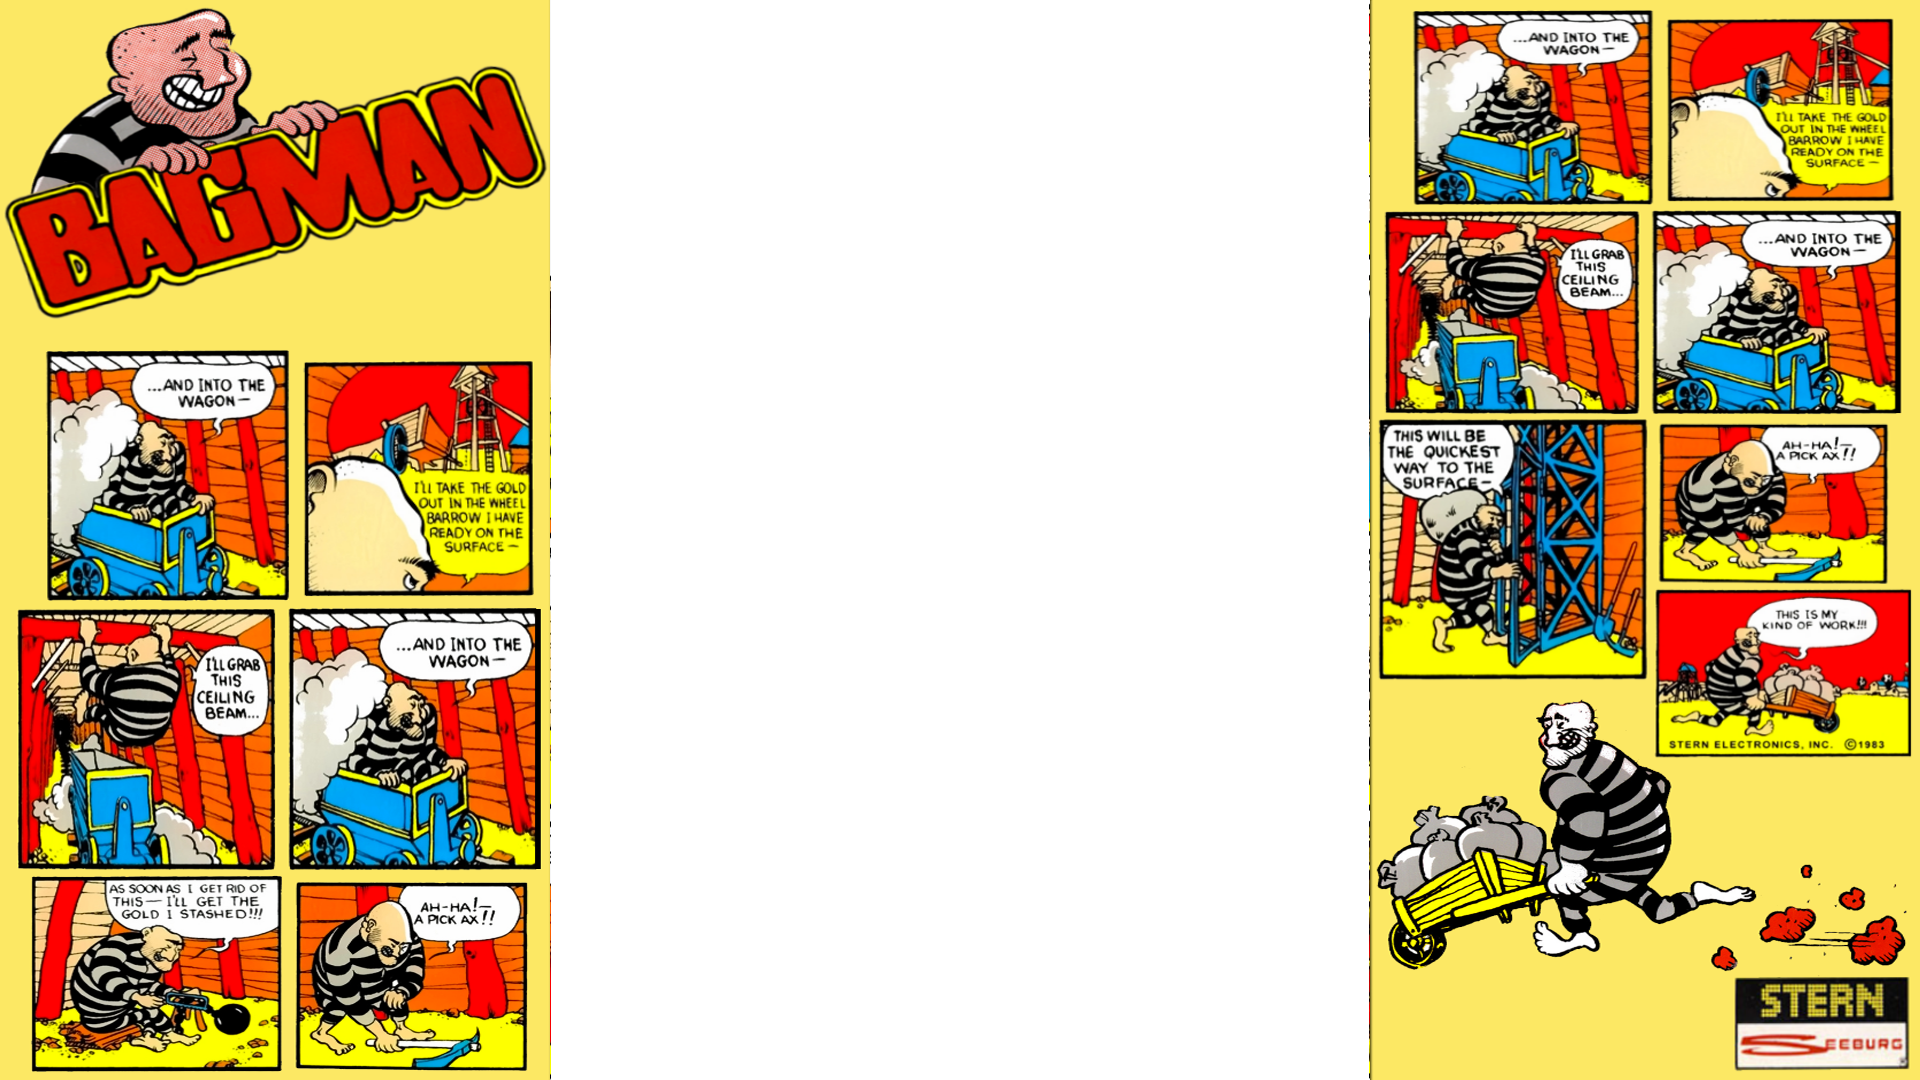 BAGMAN
...AND INTO THE
WAGON—
I'LL TAKE THE GOLD
OUT IN THE WHEEL
BARROW I HAVE
READY ON THE
SURFACE—
I'LL GRAB
THIS
CEILING
BEAM...
...AND INTO THE
WAGON—
AS SOON AS I GET RID OF
THIS— I'LL GET THE
GOLD I STASHED!!!
AH-HA!—
A PICK AX!!
...AND INTO THE
WAGON—
I'LL TAKE THE GOLD
OUT IN THE WHEEL
BARROW I HAVE
READY ON THE
SURFACE—
I'LL GRAB
THIS
CEILING
BEAM...
...AND INTO THE
WAGON—
THIS WILL BE
THE QUICKEST
WAY TO THE
SURFACE—
AH-HA!—
A PICK AX!!
THIS IS MY
KIND OF WORK!!!
STERN ELECTRONICS, INC. ©1983
STERN
SEEBURG